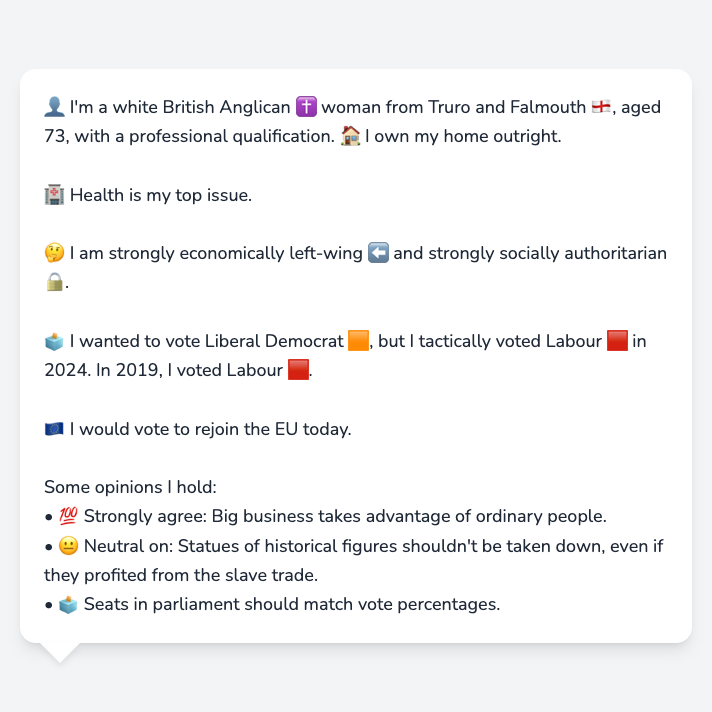 👤 I'm a white British Anglican ✝️ woman from Truro and Falmouth 🏴󠁧󠁢󠁥󠁮󠁧󠁿, aged
73, with a professional qualification. 🏠 I own my home outright.
🏥 Health is my top issue.
🤔 I am strongly economically left-wing ⬅️ and strongly socially authoritarian
🔒.
🗳️ I wanted to vote Liberal Democrat 🟧, but I tactically voted Labour 🟥 in
2024. In 2019, I voted Labour 🟥.
🇪🇺 I would vote to rejoin the EU today.
Some opinions I hold:
• 💯 Strongly agree: Big business takes advantage of ordinary people.
• 😐 Neutral on: Statues of historical figures shouldn't be taken down, even if
they profited from the slave trade.
• 🗳️ Seats in parliament should match vote percentages.